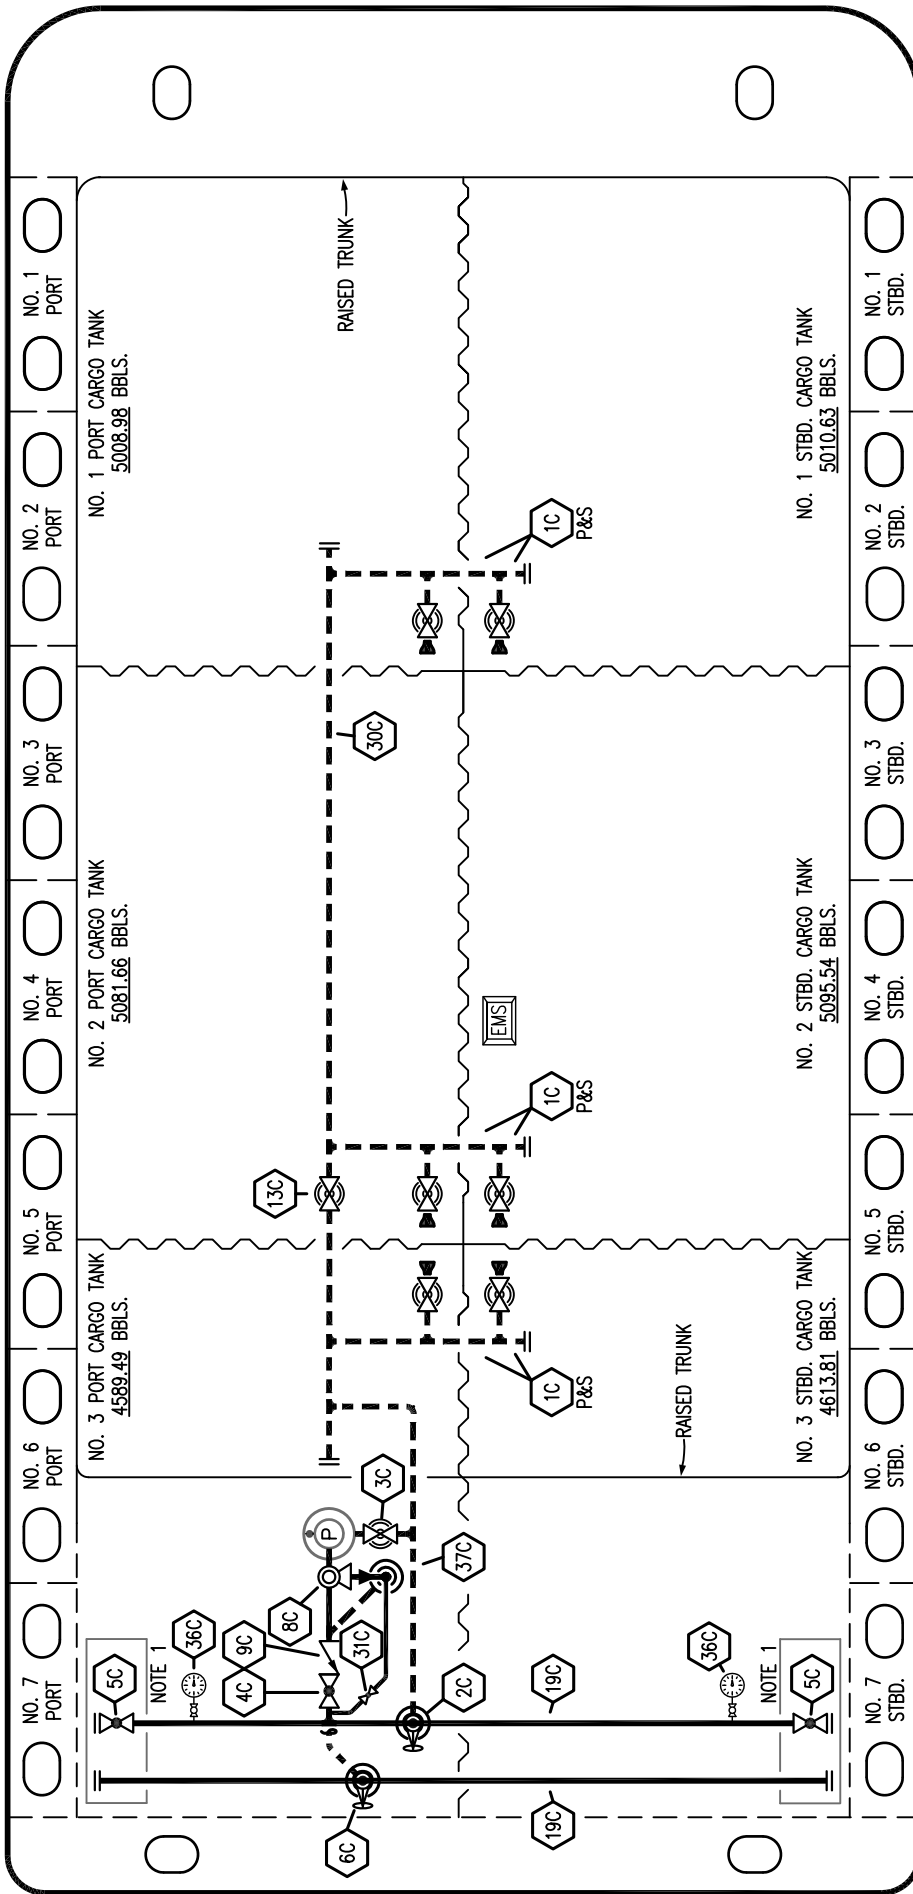 NO. 1
PORT
NO. 2
PORT
NO. 3
PORT
NO. 4
PORT
NO. 5
PORT
NO. 6
PORT
NO. 7
PORT
NO. 1 PORT CARGO TANK
5008.98 BBLS.
NO. 2 PORT CARGO TANK
5081.66 BBLS.
NO. 3 PORT CARGO TANK
4589.49 BBLS.
RAISED TRUNK
30C
13C
1C
P&S
1C
P&S
1C
P&S
EMS
3C
P
37C
8C
9C
4C
31C
36C
5C
NOTE 1
2C
6C
19C
19C
36C
NOTE 1
5C
RAISED TRUNK
NO. 1 STBD. CARGO TANK
5010.63 BBLS.
NO. 2 STBD. CARGO TANK
5095.54 BBLS.
NO. 3 STBD. CARGO TANK
4613.81 BBLS.
NO. 1
STBD.
NO. 2
STBD.
NO. 3
STBD.
NO. 4
STBD.
NO. 5
STBD.
NO. 6
STBD.
NO. 7
STBD.